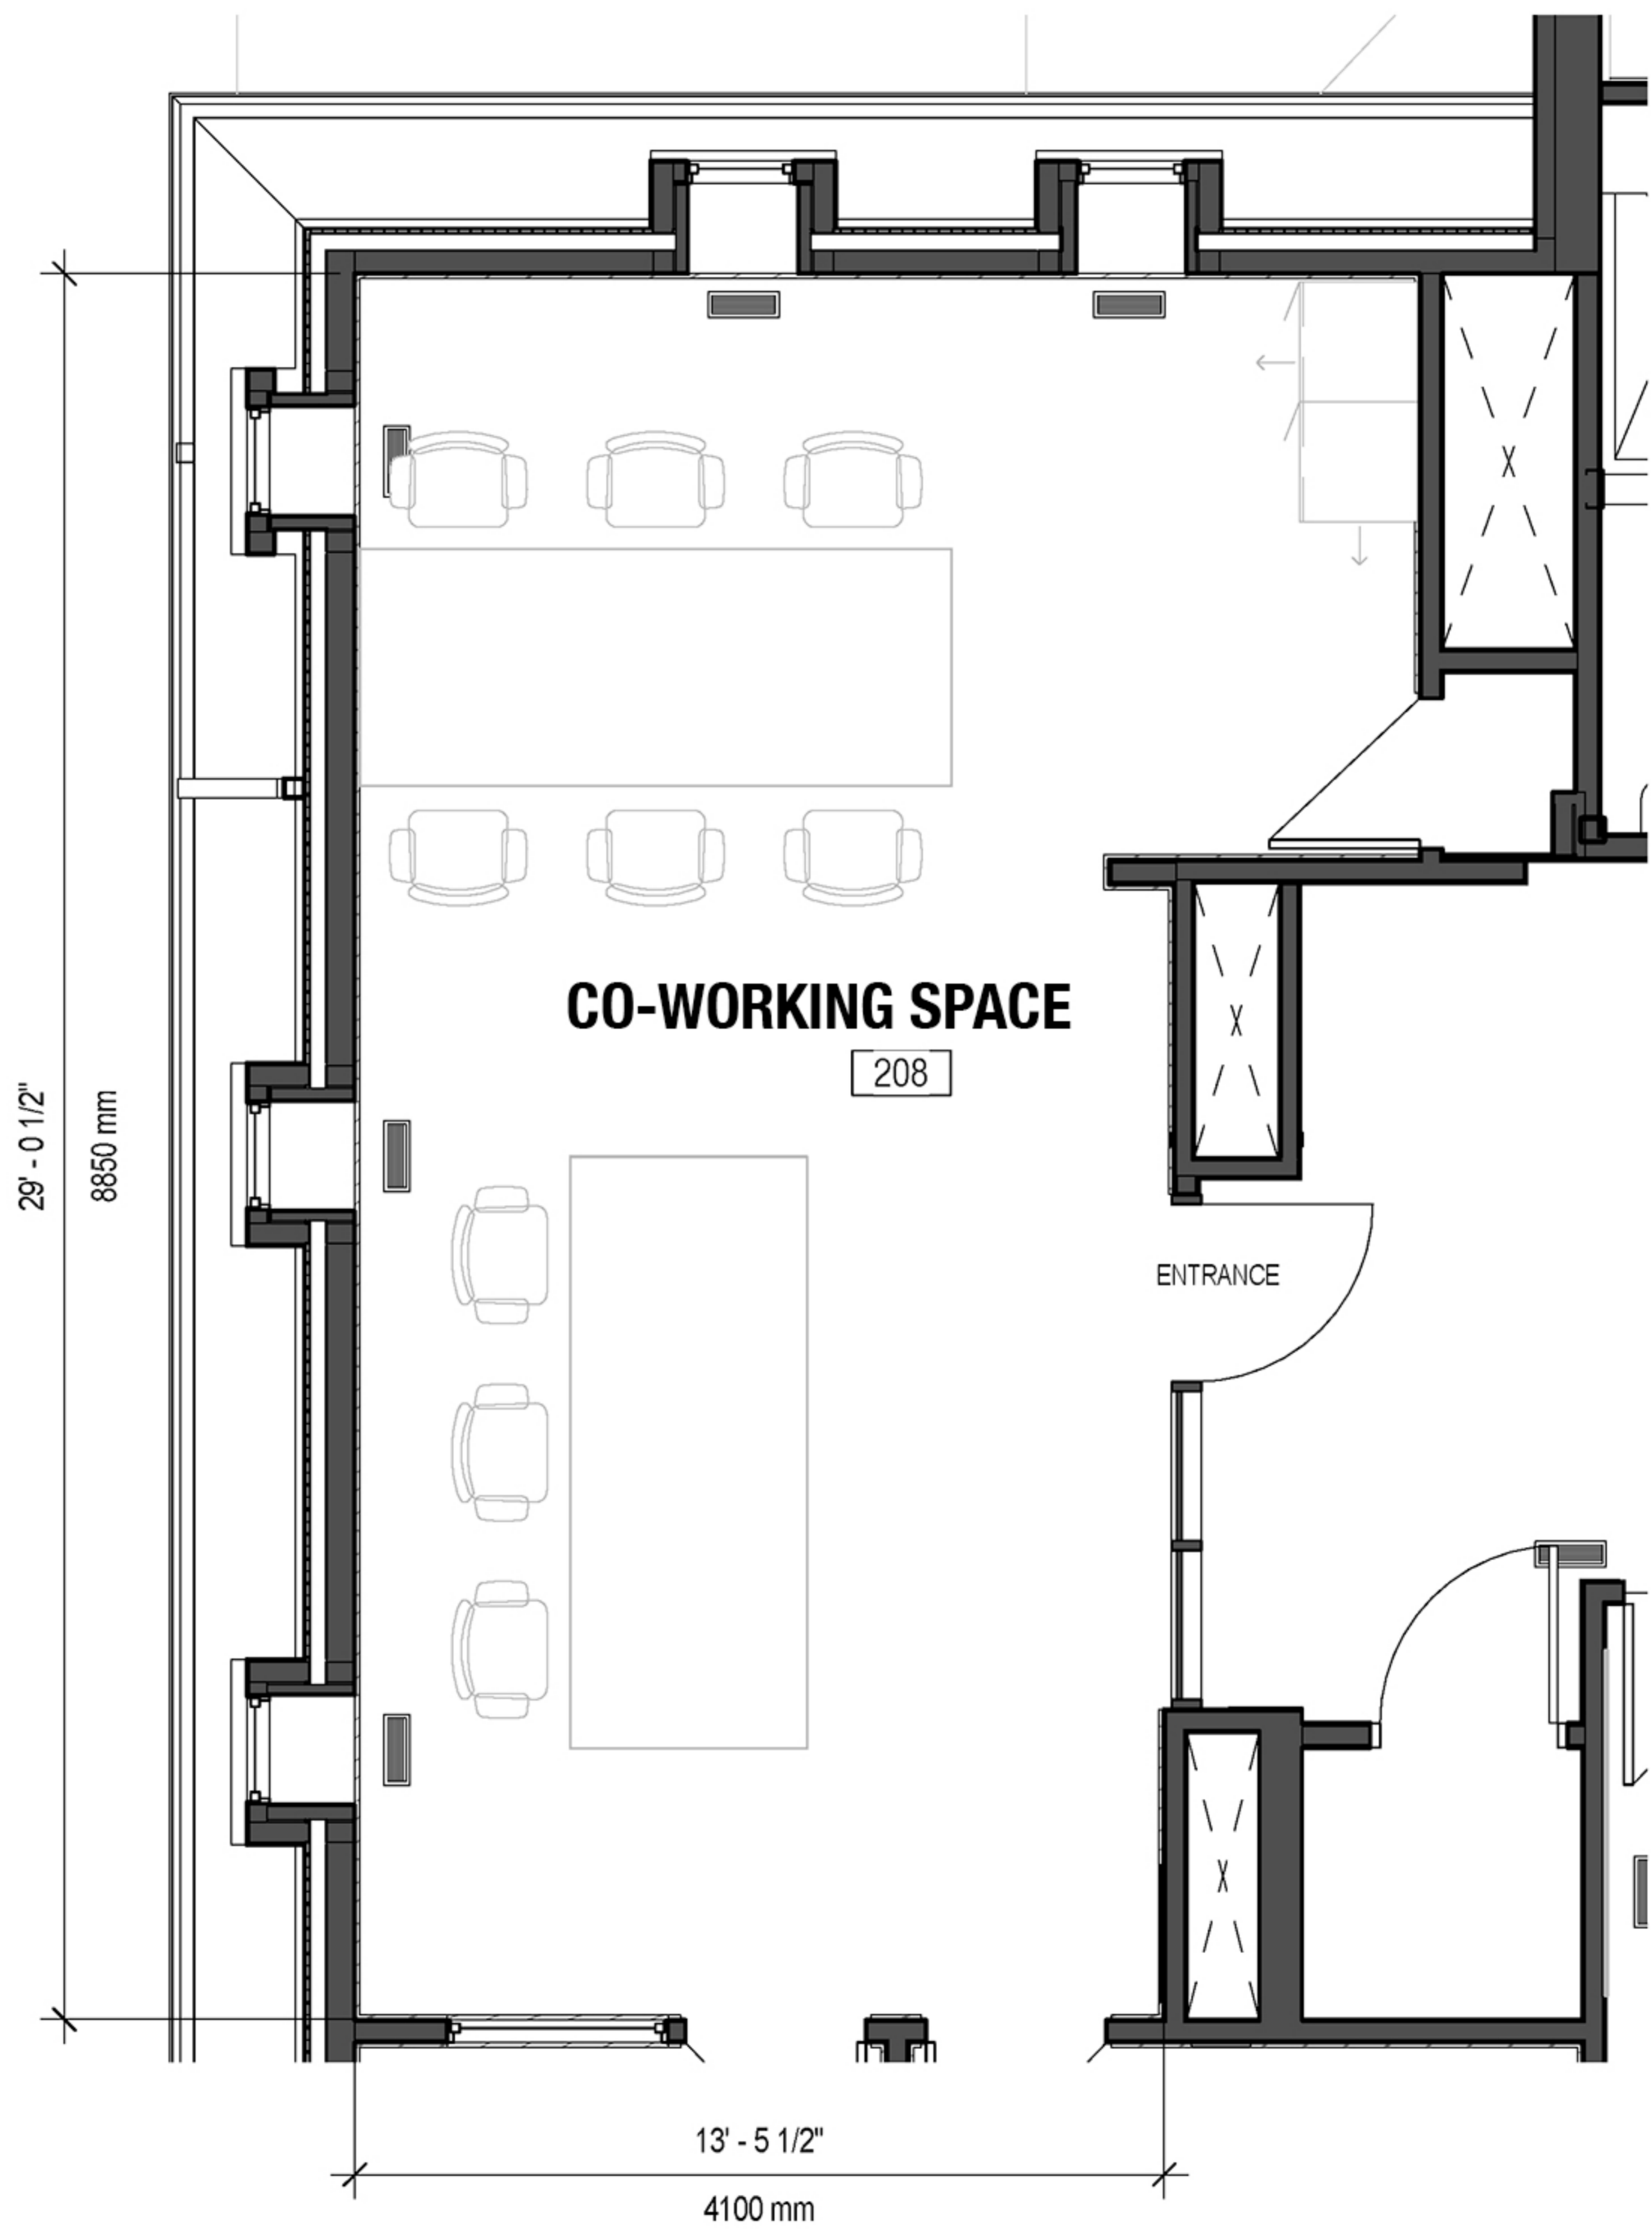 CO-WORKING SPACE
208
29' - 0 1/2"
8850 mm
ENTRANCE
13' - 5 1/2"
4100 mm